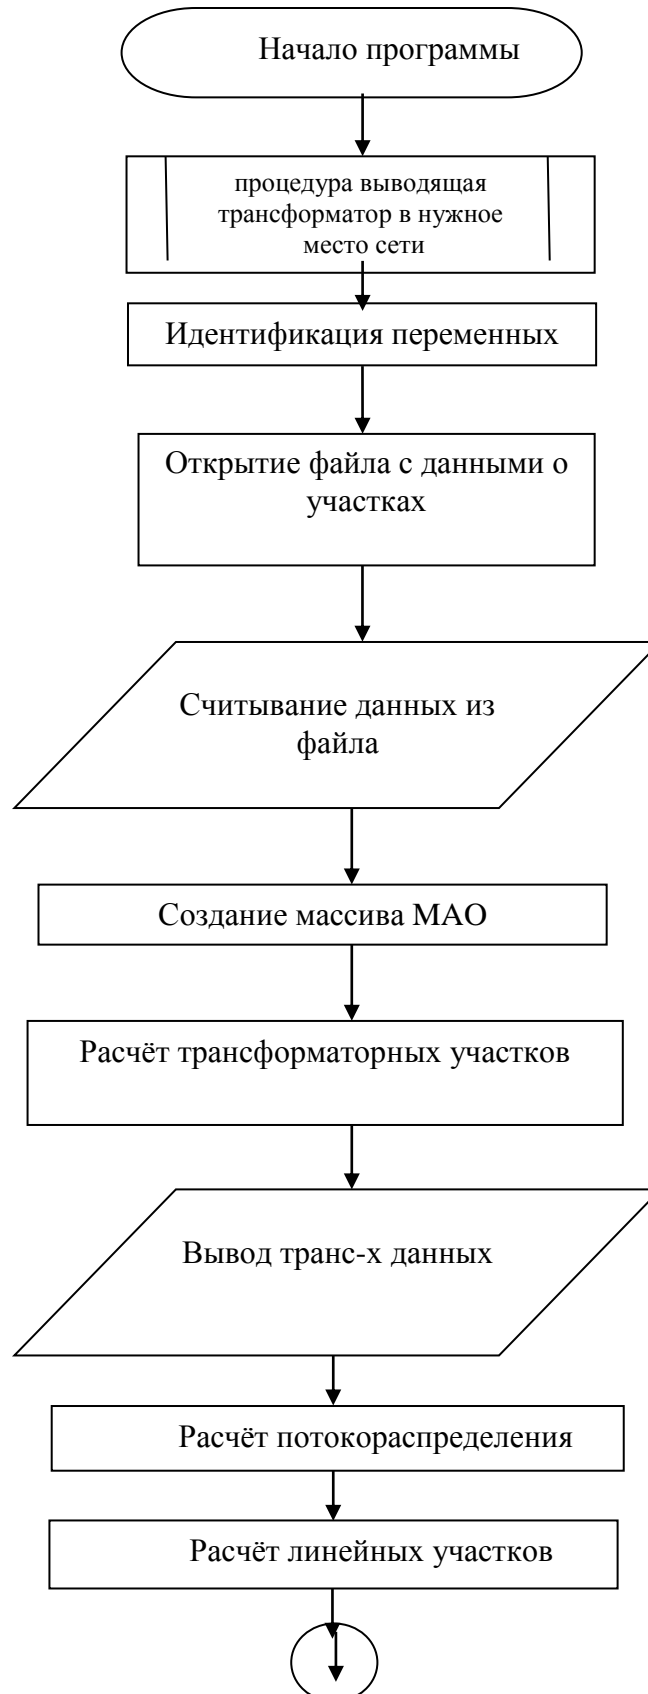 Начало программы
процедура выводящая
трансформатор в нужное
место сети
Идентификация переменных
Открытие файла с данными о
участках
Считывание данных из
файла
Создание массива МАО
Расчёт трансформаторных участков
Вывод транс-х данных
Расчёт потокораспределения
Расчёт линейных участков